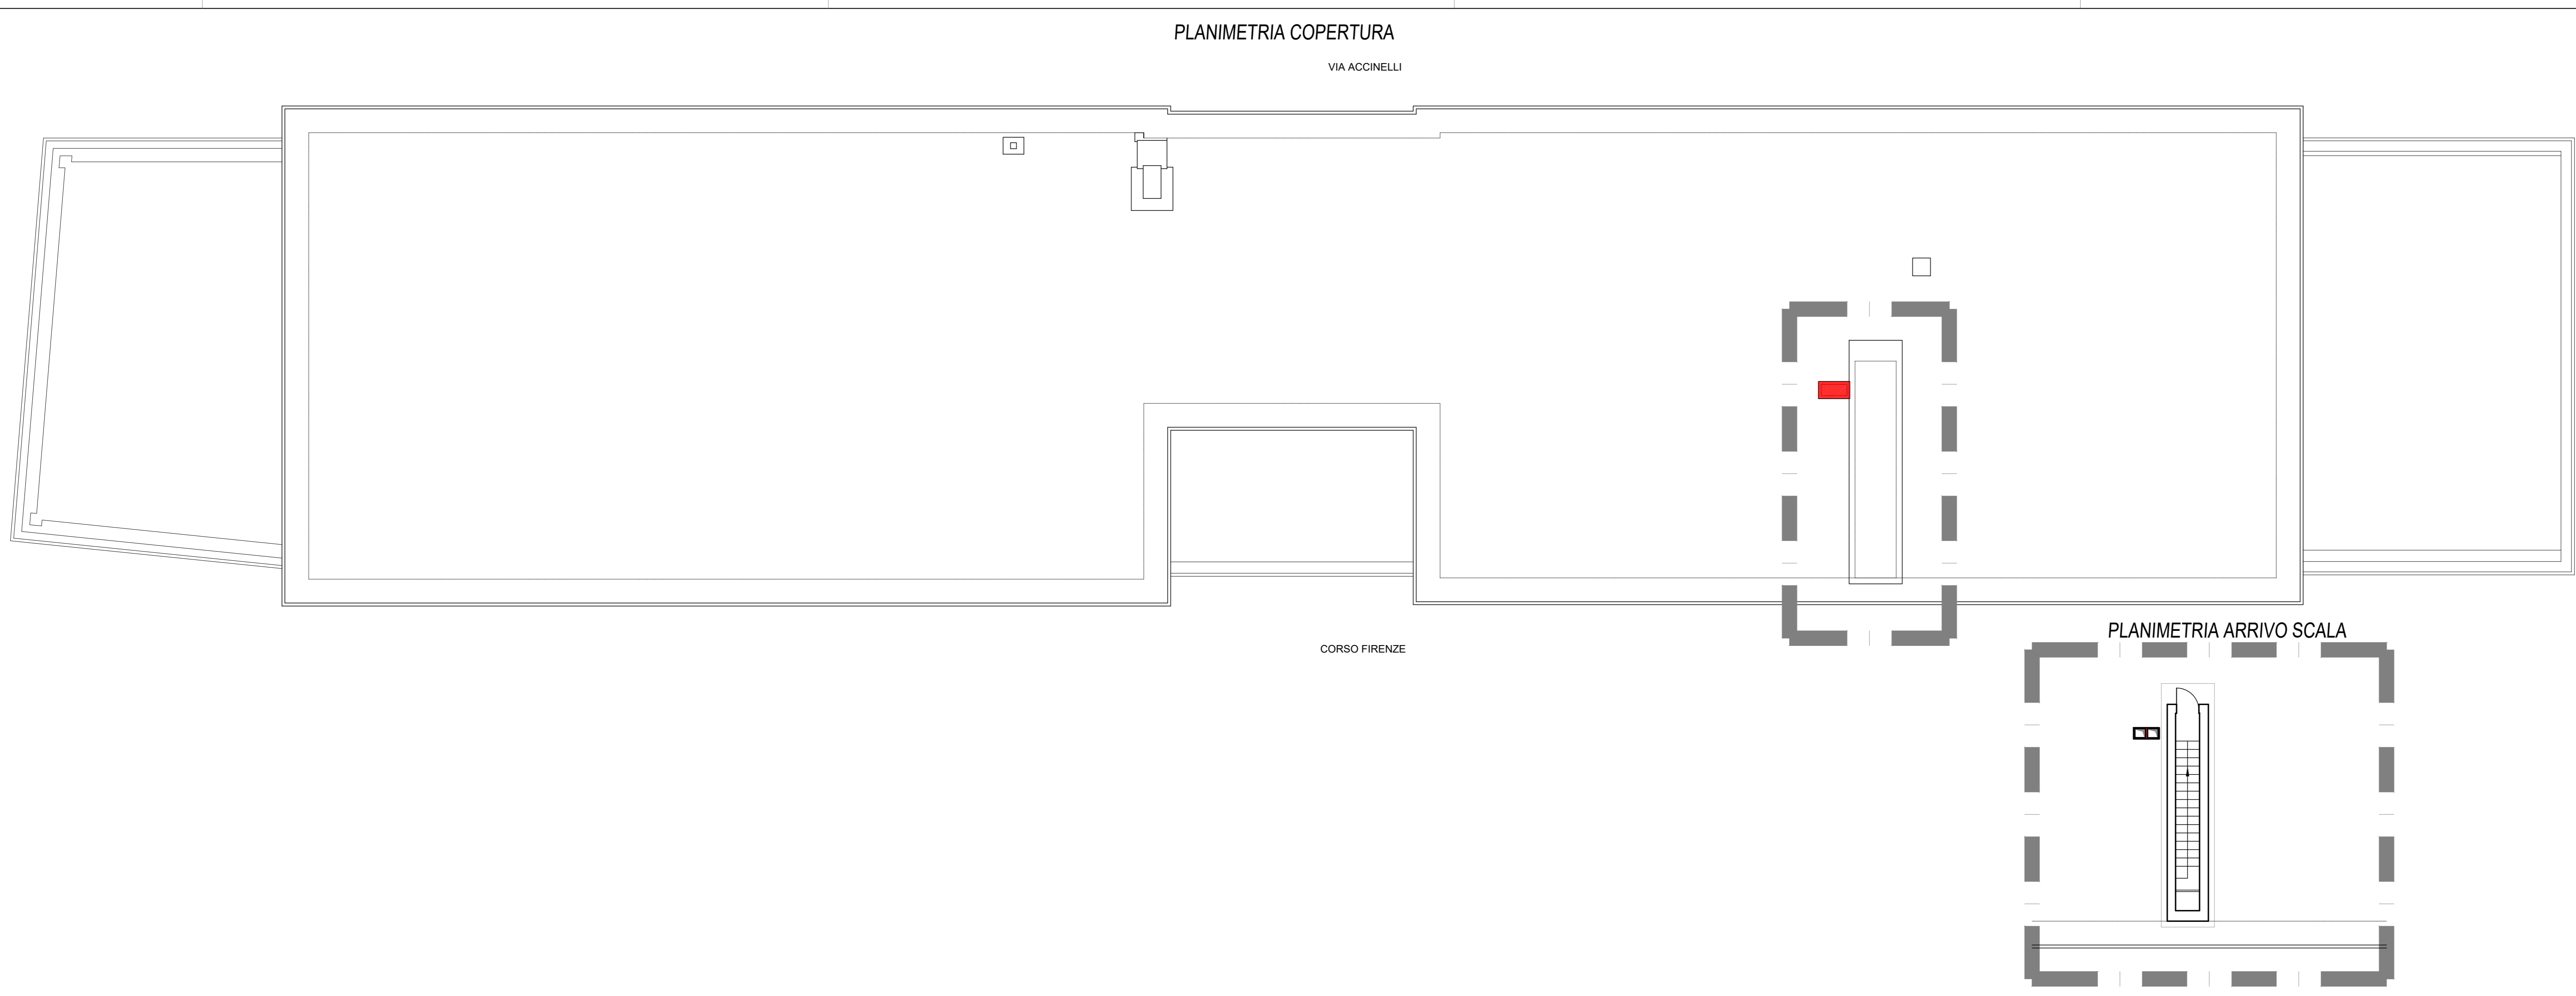 PLANIMETRIA COPERTURA
VIA ACCINELLI
CORSO FIRENZE
PLANIMETRIA ARRIVO SCALA